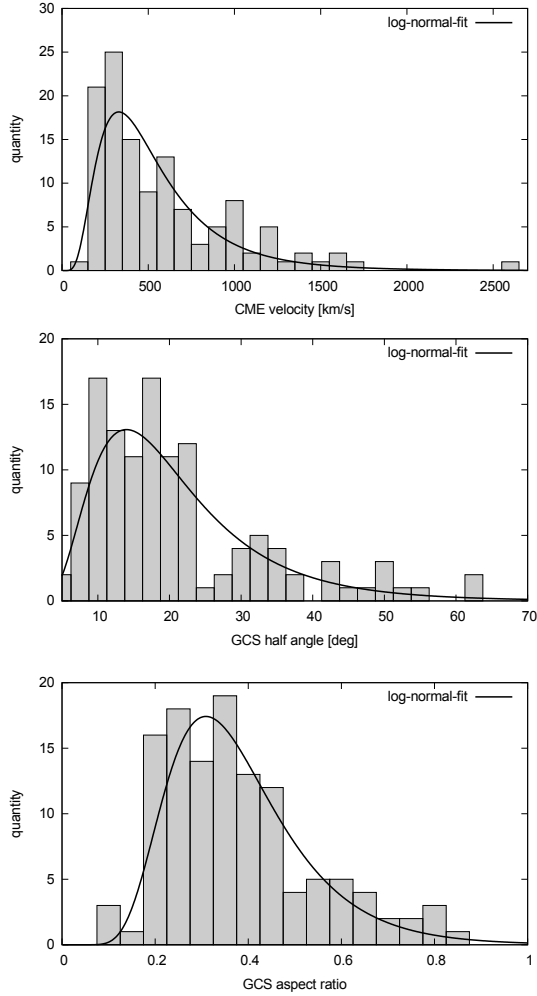 30
25
20
15
10
5
0
quantity
log-normal-fit
0 500 1000 1500 2000 2500
CME velocity [km/s]
20
15
10
5
0
quantity
log-normal-fit
10 20 30 40 50 60 70
GCS half angle [deg]
20
15
10
5
0
quantity
log-normal-fit
0 0.2 0.4 0.6 0.8 1
GCS aspect ratio